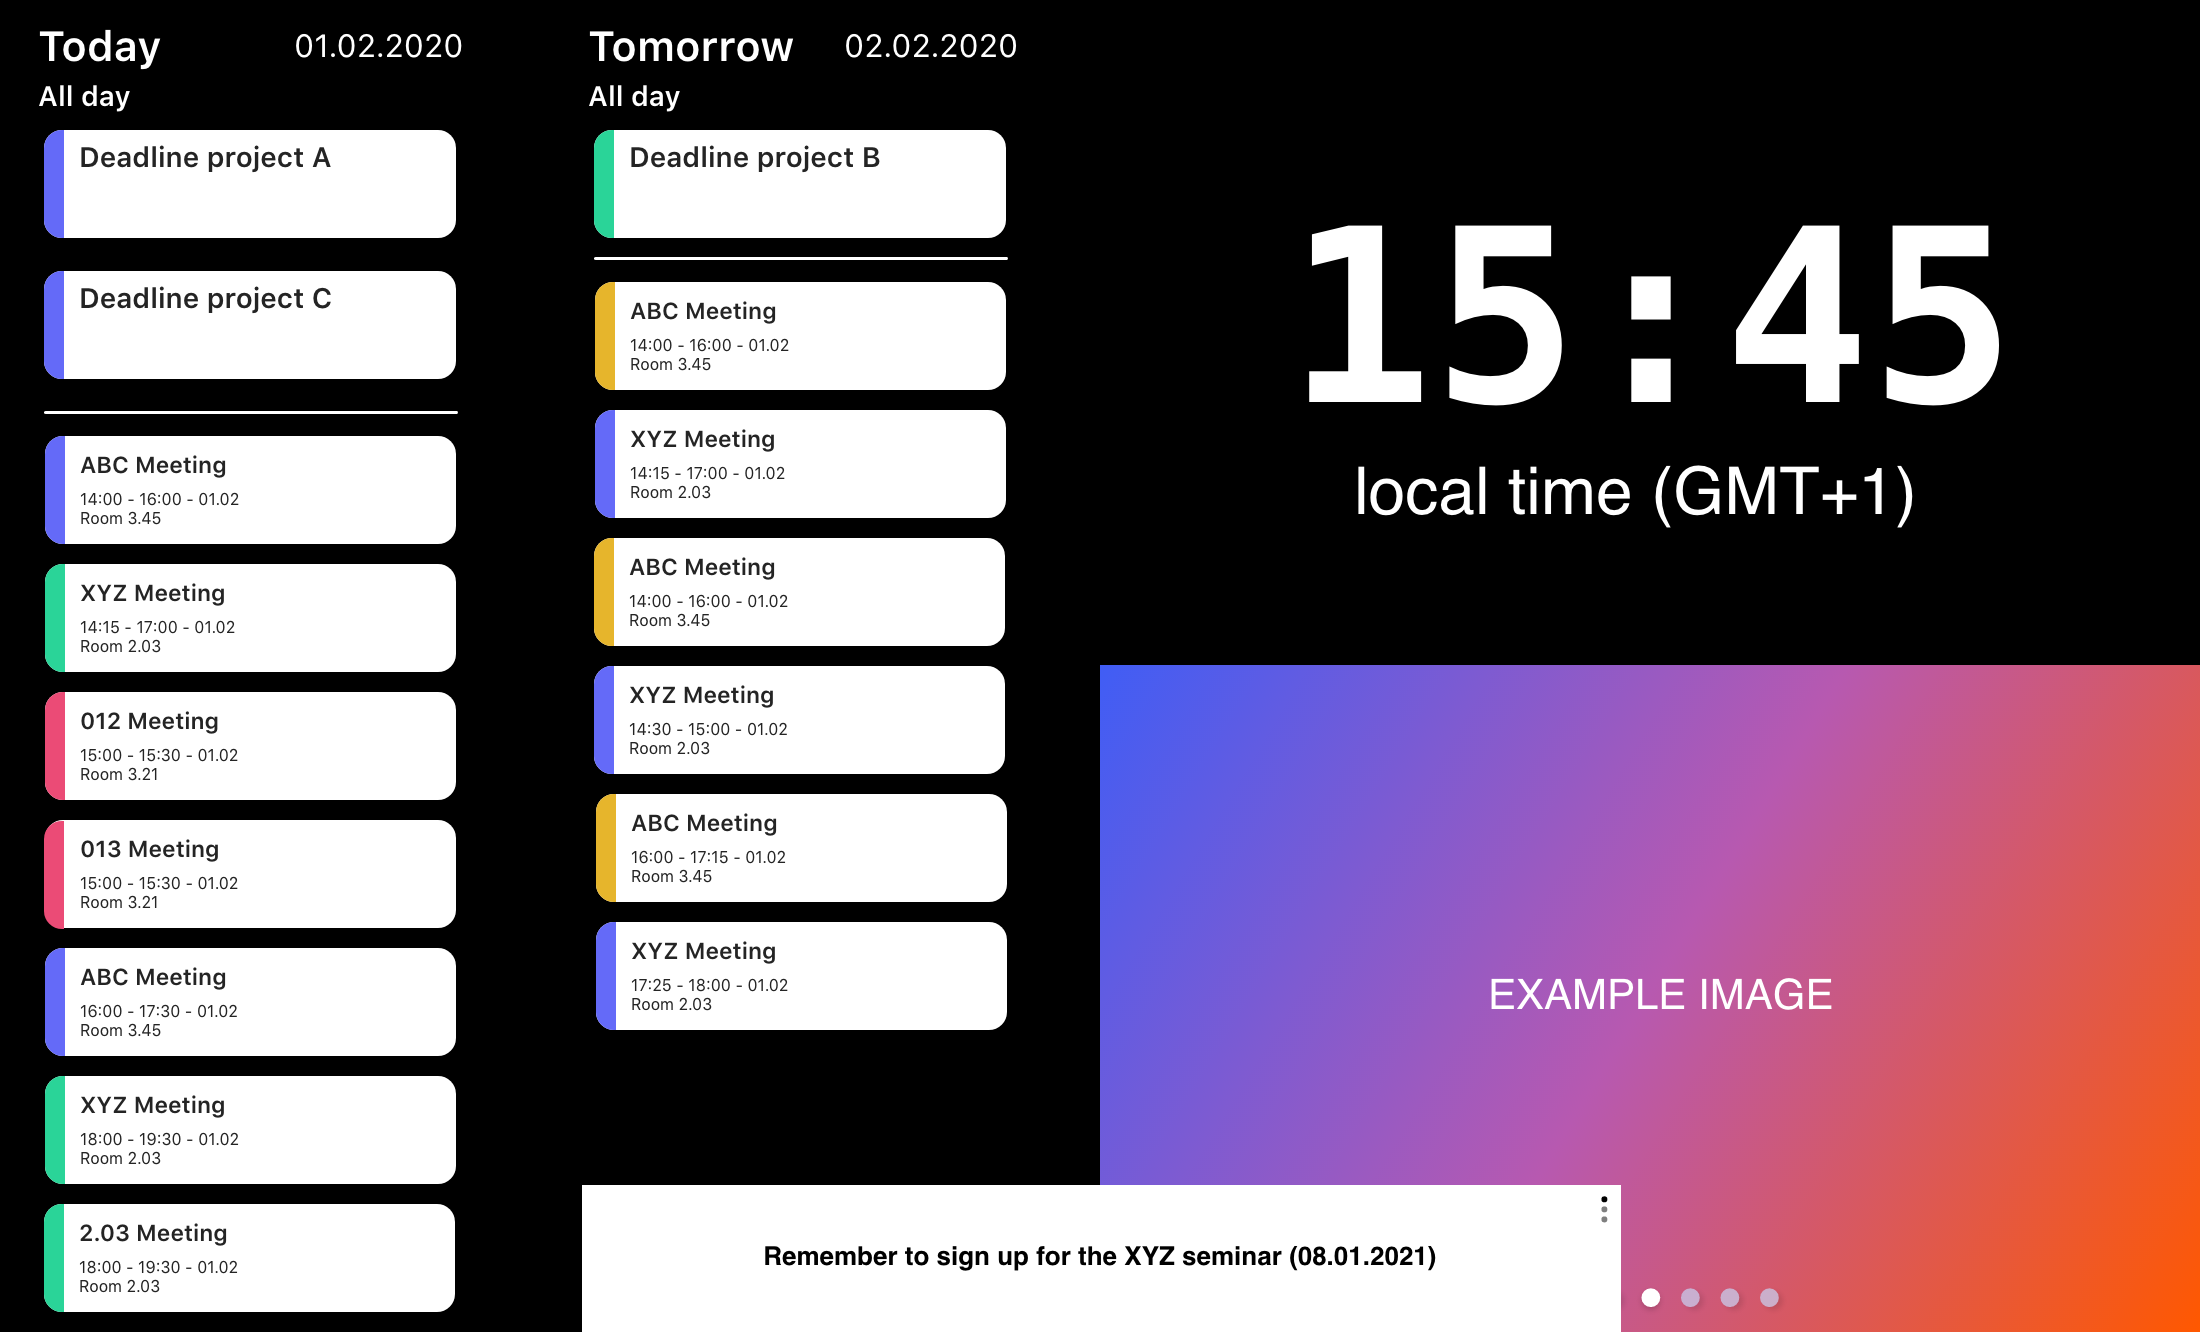 Today 01.02.2020
All day
Deadline project A
Deadline project C
ABC Meeting
14:00 - 16:00 - 01.02
Room 3.45
XYZ Meeting
14:15 - 17:00 - 01.02
Room 2.03
012 Meeting
15:00 - 15:30 - 01.02
Room 3.21
013 Meeting
15:00 - 15:30 - 01.02
Room 3.21
ABC Meeting
16:00 - 17:30 - 01.02
Room 3.45
XYZ Meeting
18:00 - 19:30 - 01.02
Room 2.03
2.03 Meeting
18:00 - 19:30 - 01.02
Room 2.03
Tomorrow 02.02.2020
All day
Deadline project B
ABC Meeting
14:00 - 16:00 - 01.02
Room 3.45
XYZ Meeting
14:15 - 17:00 - 01.02
Room 2.03
ABC Meeting
14:00 - 16:00 - 01.02
Room 3.45
XYZ Meeting
14:30 - 15:00 - 01.02
Room 2.03
ABC Meeting
16:00 - 17:15 - 01.02
Room 3.45
XYZ Meeting
17:25 - 18:00 - 01.02
Room 2.03
15:45
local time (GMT+1)
EXAMPLE IMAGE
Remember to sign up for the XYZ seminar (08.01.2021)